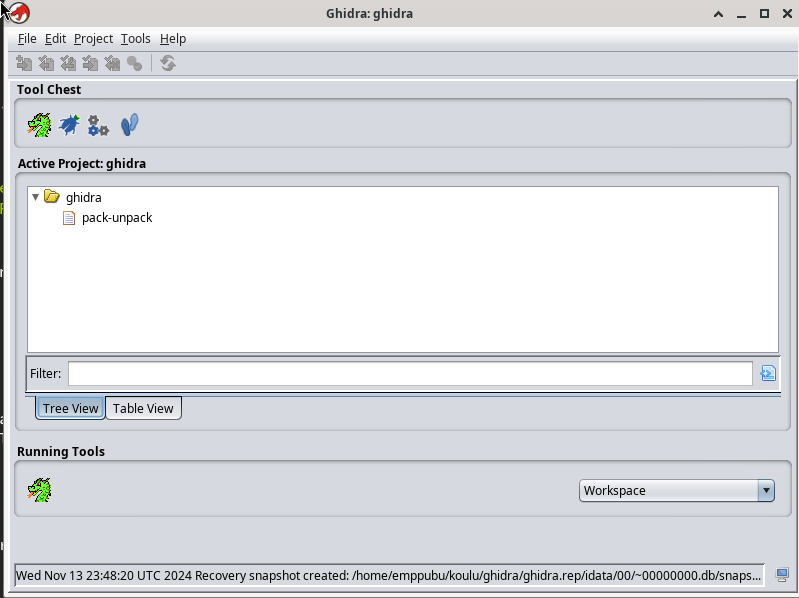 Ghidra: ghidra
File Edit Project Tools Help
Tool Chest
Active Project: ghidra
ghidra
pack-unpack
Filter:
Tree View Table View
Running Tools
Workspace
Wed Nov 13 23:48:20 UTC 2024 Recovery snapshot created: /home/emppubu/koulu/ghidra/ghidra.rep/idata/00/~00000000.db/snaps...